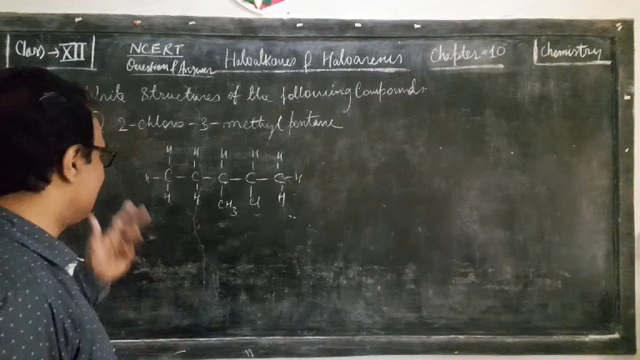 Class → XII NCERT Haloalkanes & Haloarenes Chapter-10 Chemistry
Question & Answer
Write Structures of the following Compounds.
2-chloro-3-methyl pentane
H H H H H
H-C-C-C-C-C-H
H H CH3 Cl H